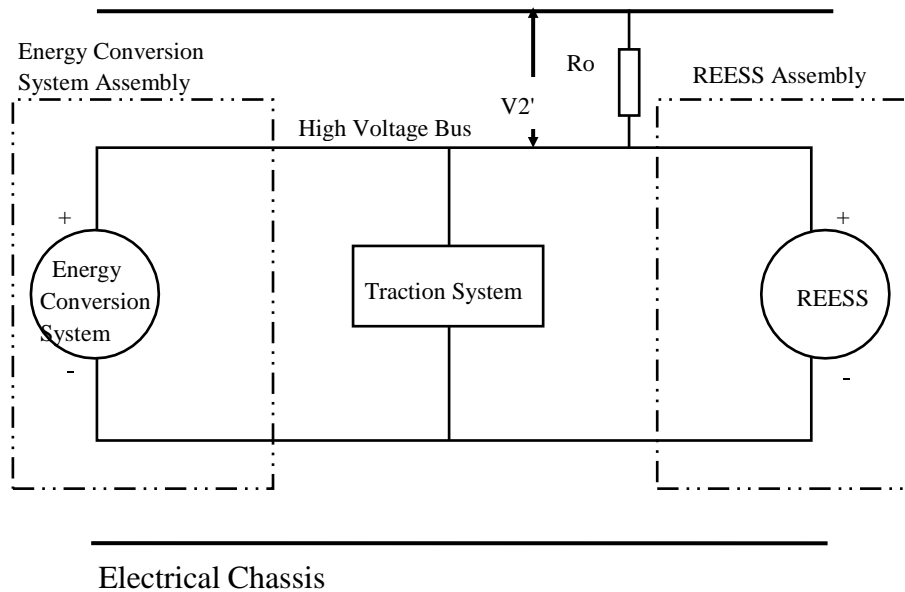 Energy Conversion
System Assembly
Ro
REESS Assembly
V2'
High Voltage Bus
+
+
Energy
Conversion
System
Traction System
REESS
-
-
Electrical Chassis